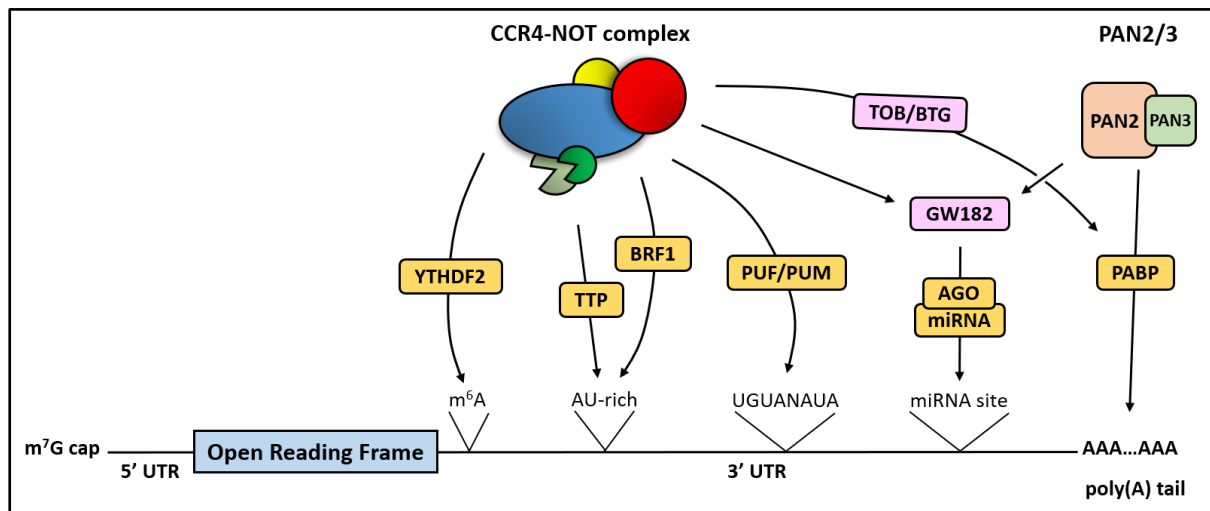 CCR4-NOT complex
PAN2/3
TOB/BTG
PAN2
PAN3
GW182
YTHDF2
TTP
BRF1
PUF/PUM
AGO
miRNA
PABP
m⁶A
AU-rich
UGUANAUA
miRNA site
m⁷G cap
5’ UTR
Open Reading Frame
3’ UTR
AAA…AAA
poly(A) tail